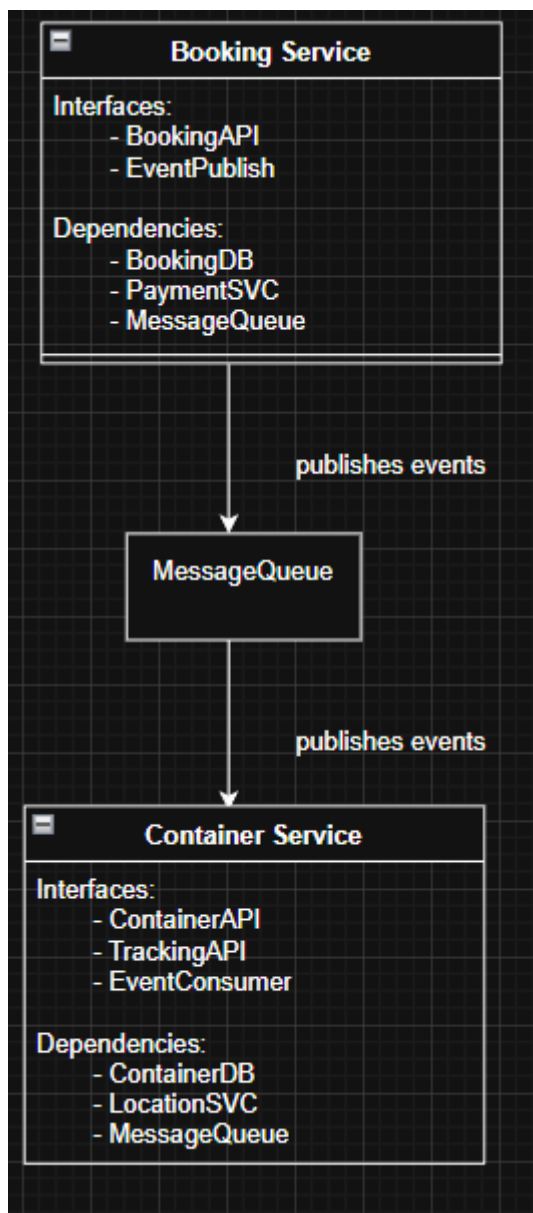 Booking Service
Interfaces:
- BookingAPI
- EventPublish
Dependencies:
- BookingDB
- PaymentSVC
- MessageQueue
publishes events
MessageQueue
publishes events
Container Service
Interfaces:
- ContainerAPI
- TrackingAPI
- EventConsumer
Dependencies:
- ContainerDB
- LocationSVC
- MessageQueue